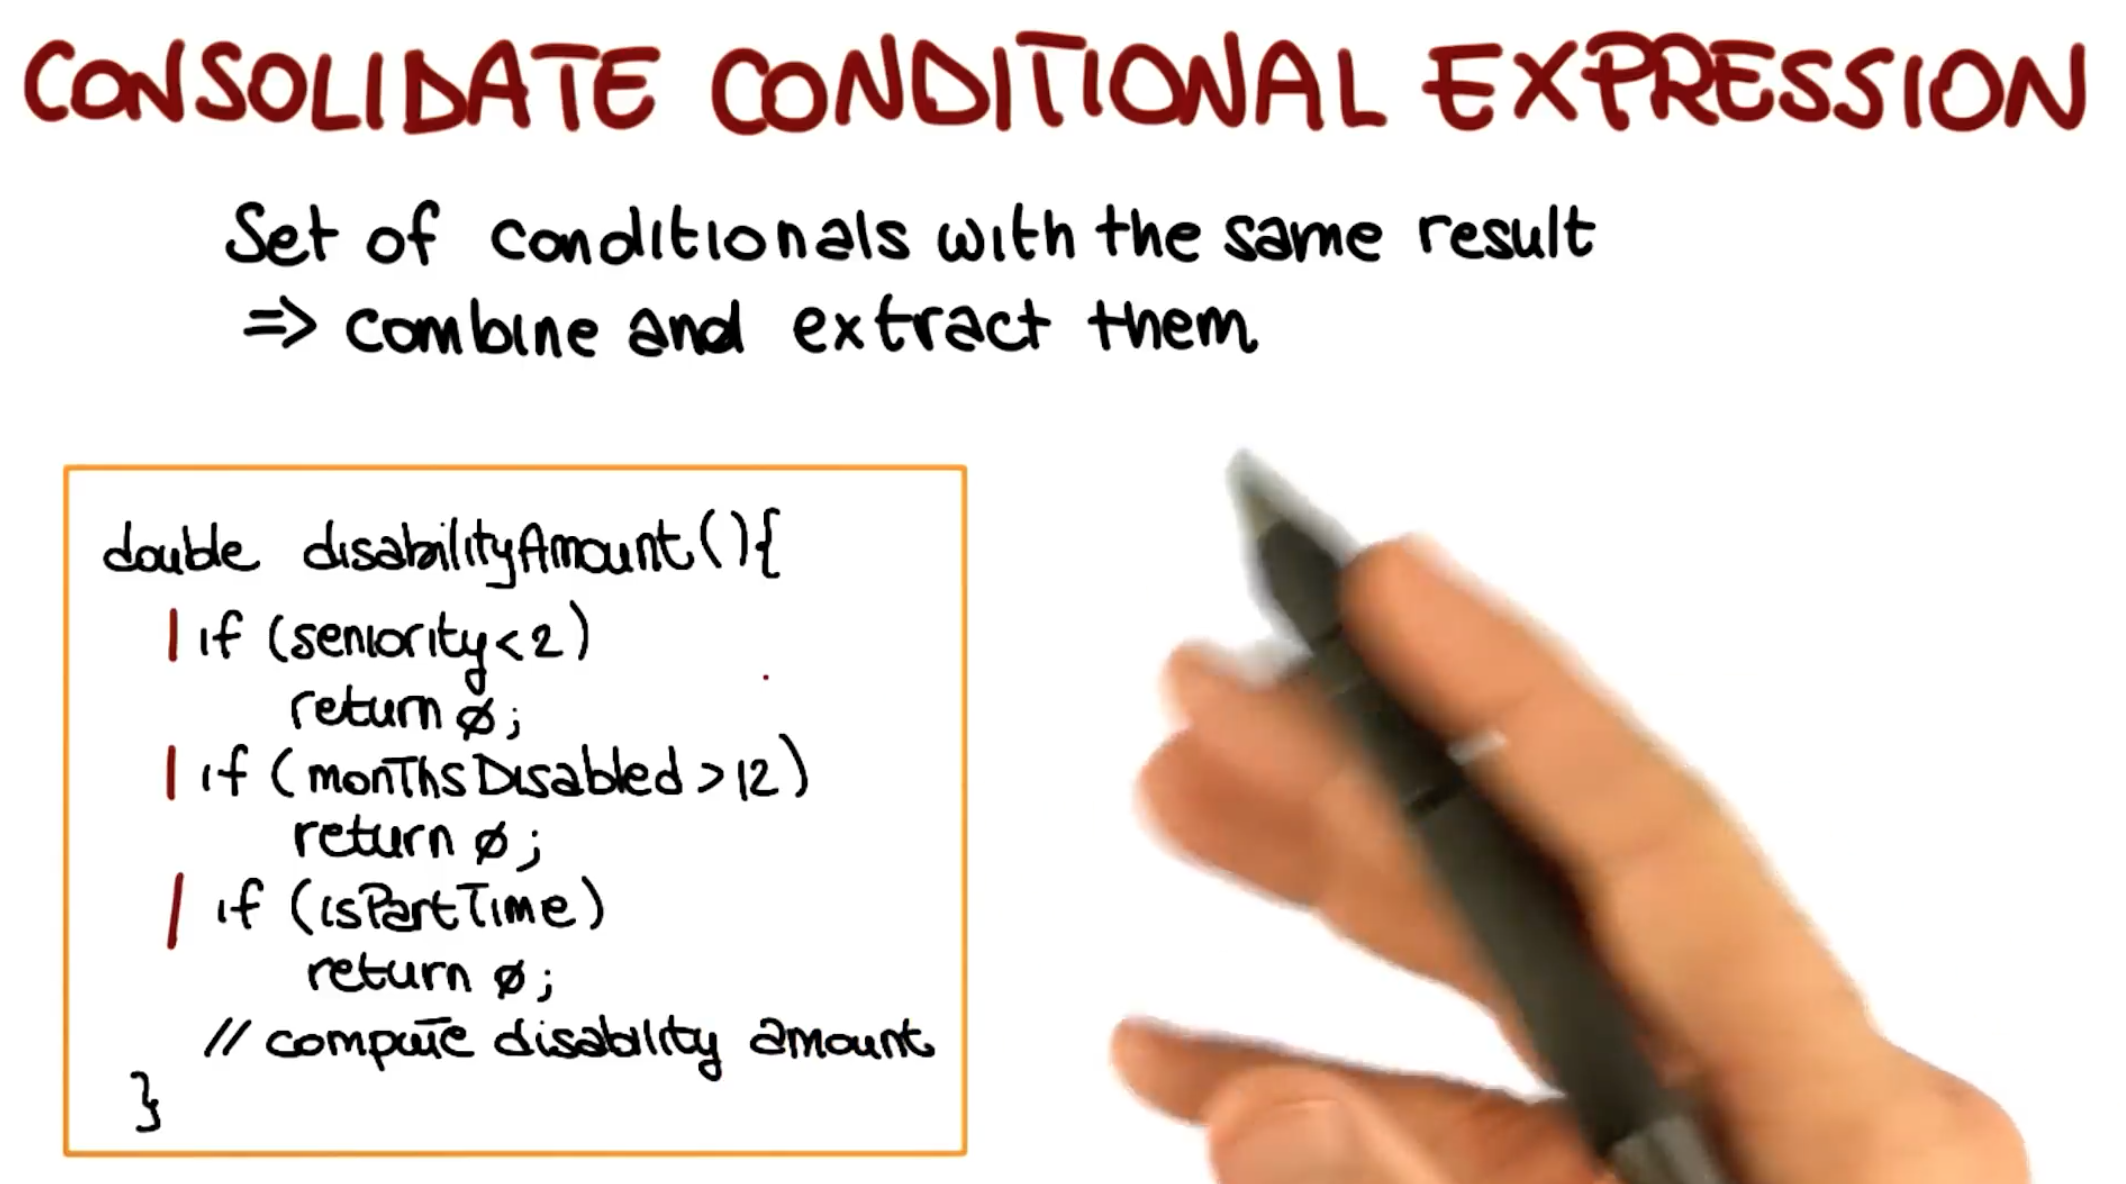 CONSOLIDATE CONDITIONAL EXPRESSION
Set of conditionals with the same result
=> combine and extract them
double disabilityAmount(){
if (seniority<2)
return ø;
if (monThsDisabled>12)
return ø;
if (isPartTime)
return ø;
// compute disability amount
}